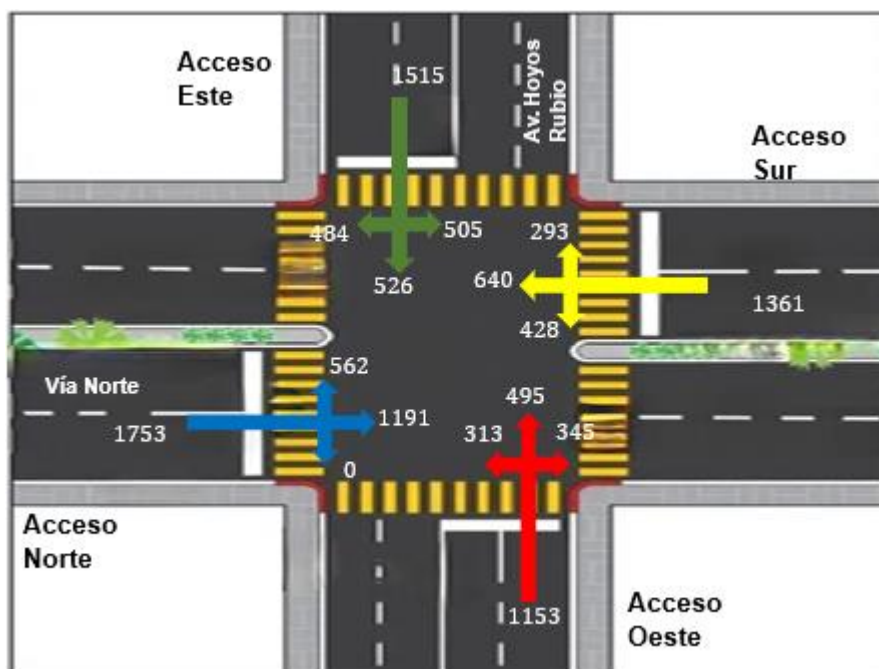 Acceso
Este
1515
Av. Hoyos
Rubio
Acceso
Sur
484
505
293
526
640
1361
428
562
Vía Norte
495
1753
1191
313
345
0
Acceso
Norte
1153
Acceso
Oeste